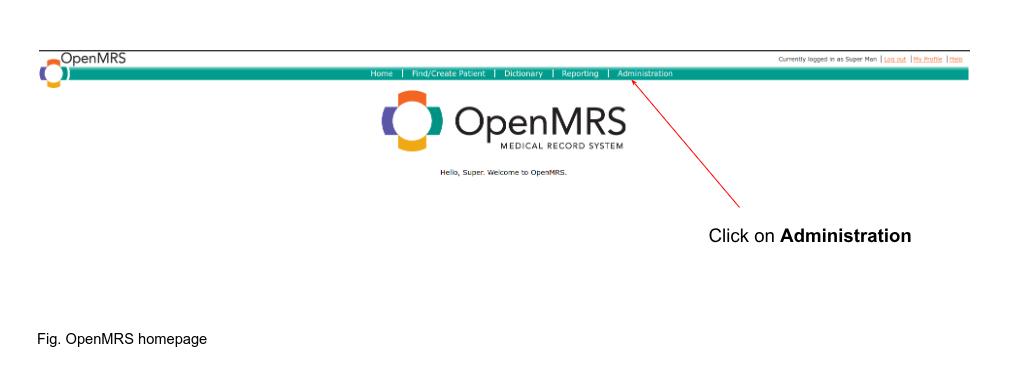 OpenMRS
Currently logged in as Super Man | Log out | My Profile | Help
Home | Find/Create Patient | Dictionary | Reporting | Administration
OpenMRS
MEDICAL RECORD SYSTEM
Hello, Super. Welcome to OpenMRS.
Click on Administration
Fig. OpenMRS homepage